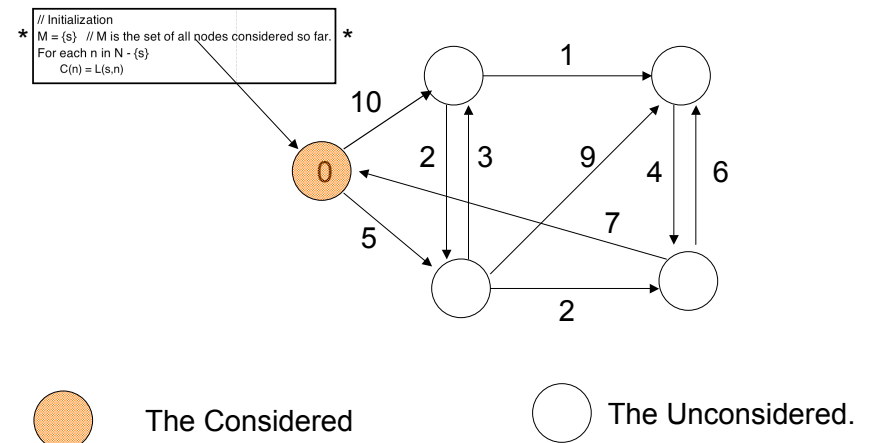 // Initialization
* M = {s} // M is the set of all nodes considered so far. *
For each n in N - {s}
C(n) = L(s,n)
1
10
2 3 9 4 6
0
7
5
2
The Considered The Unconsidered.